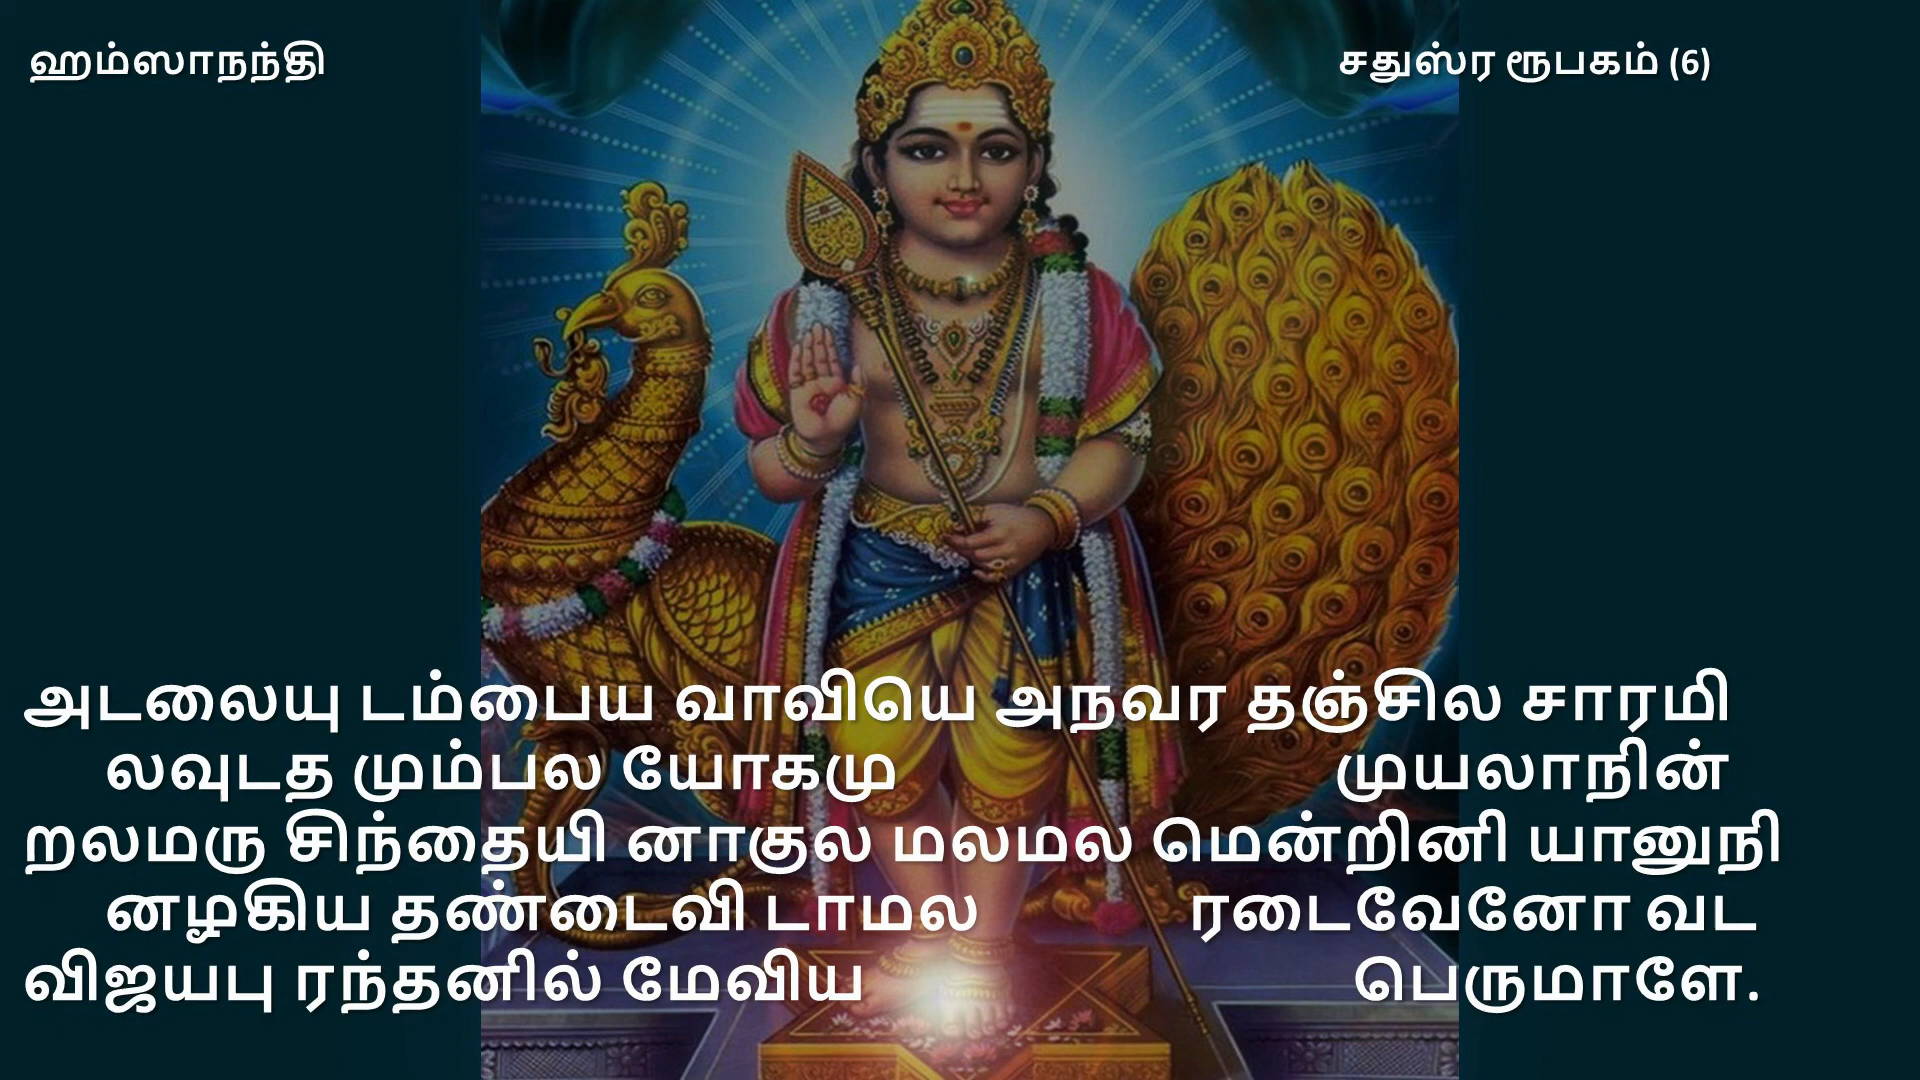 ஹம்ஸாநந்தி
சதுஸ்ர ரூபகம் (6)
அடலையு டம்பைய வாவியெ அநவர தஞ்சில சாரமி
லவுடத மும்பல யோகமு முயலாநின்
றலமரு சிந்தையி னாகுல மலமல மென்றினி யானுநி
னழகிய தண்டைவி டாமல ரடைவேனோ வட
விஜயபு ரந்தனில் மேவிய பெருமாளே.